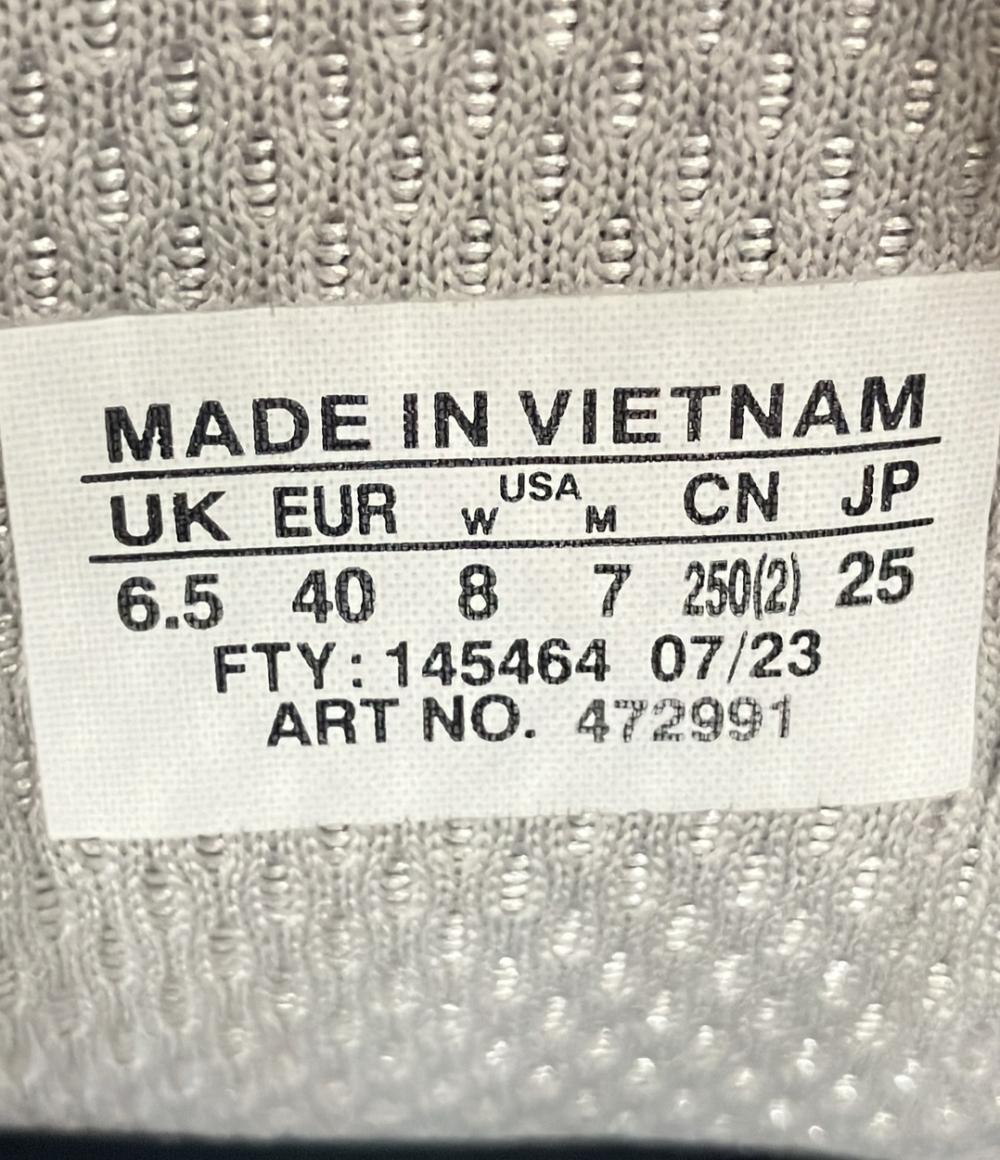 MADE IN VIETNAM
UK EUR W USA M CN JP
6.5 40 8 7 250(2) 25
FTY: 145464 07/23
ART NO. 472991